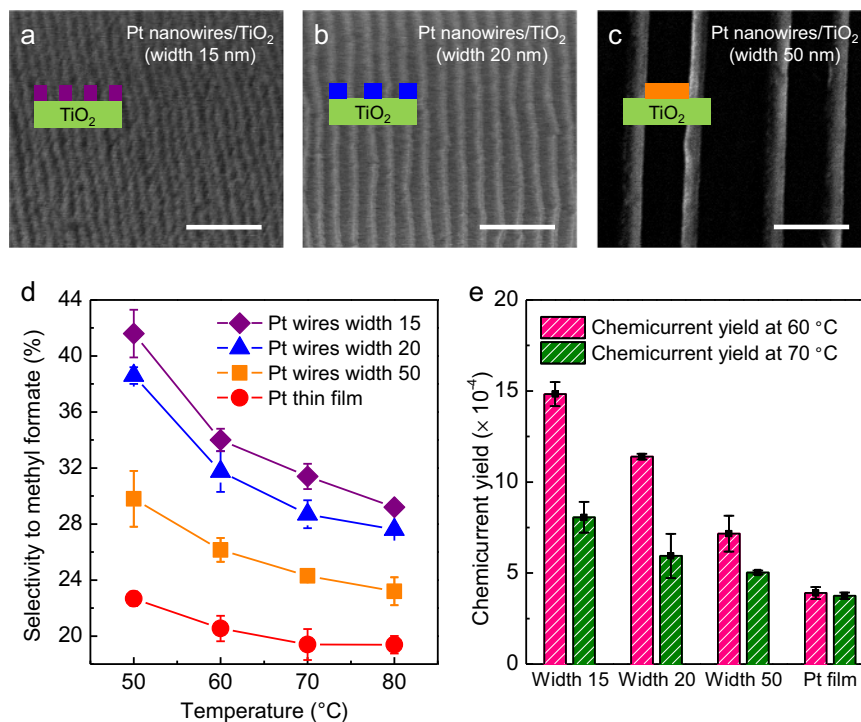 a
Pt nanowires/TiO₂
(width 15 nm)
TiO₂
b
Pt nanowires/TiO₂
(width 20 nm)
TiO₂
c
Pt nanowires/TiO₂
(width 50 nm)
TiO₂
d
Selectivity to methyl formate (%)
44
40
36
32
28
24
20
Pt wires width 15
Pt wires width 20
Pt wires width 50
Pt thin film
50
60
70
80
Temperature (°C)
e
Chemicurrent yield (× 10⁻⁴)
20
15
10
5
0
Chemicurrent yield at 60 °C
Chemicurrent yield at 70 °C
Width 15
Width 20
Width 50
Pt film